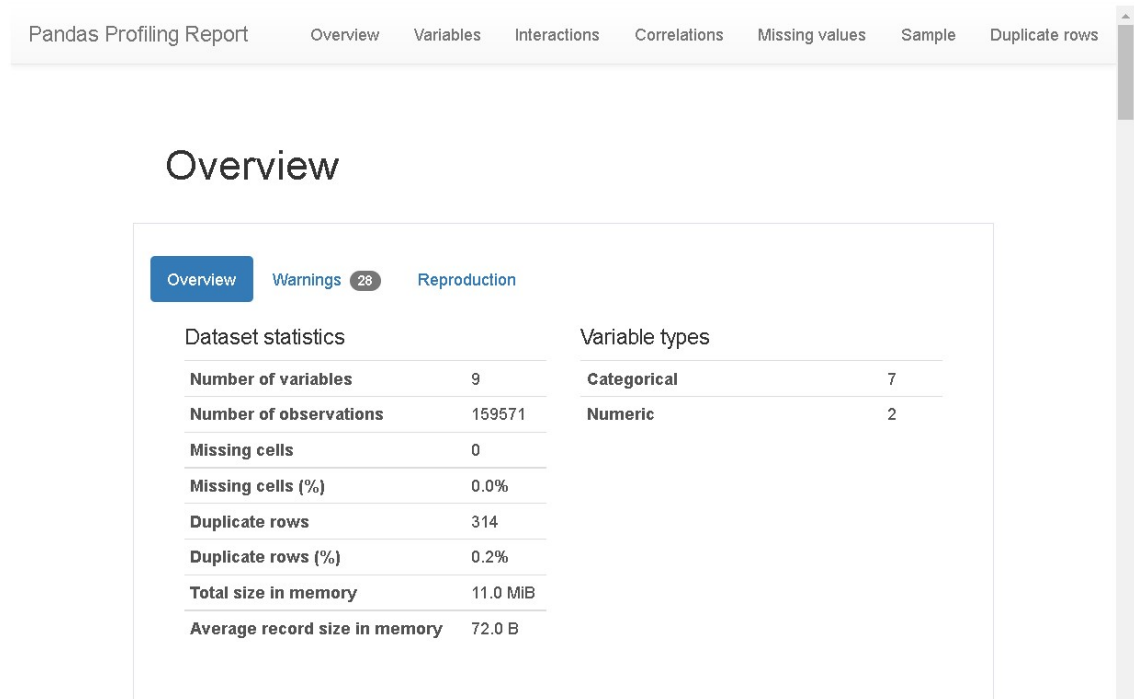 Pandas Profiling Report Overview Variables Interactions Correlations Missing values Sample Duplicate rows
Overview
Overview Warnings 28 Reproduction
Dataset statistics
Number of variables 9
Number of observations 159571
Missing cells 0
Missing cells (%) 0.0%
Duplicate rows 314
Duplicate rows (%) 0.2%
Total size in memory 11.0 MiB
Average record size in memory 72.0 B
Variable types
Categorical 7
Numeric 2